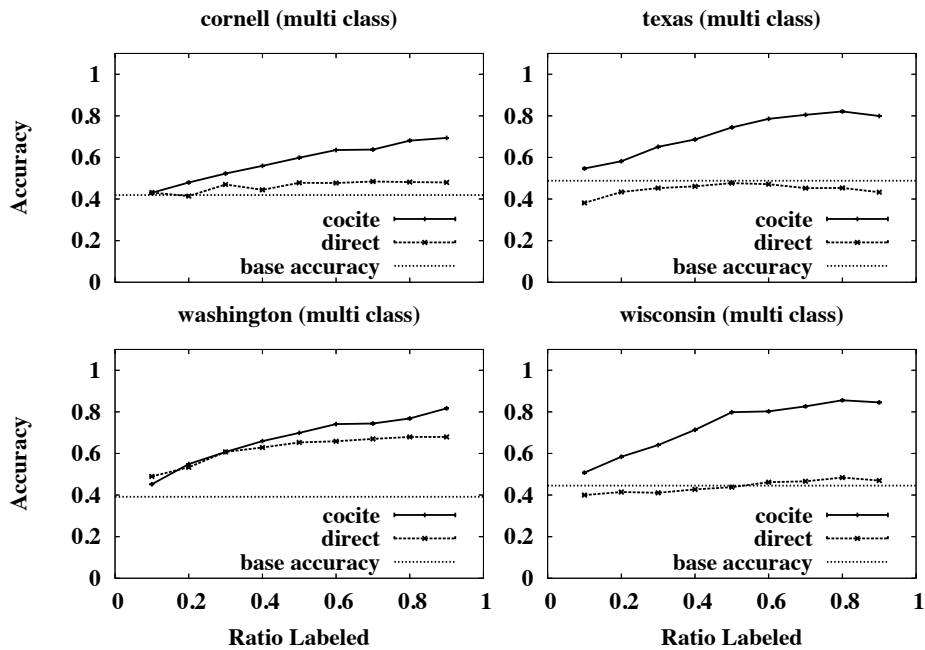 cornell (multi class)
texas (multi class)
Accuracy
1
0.8
0.6
0.4
0.2
0
cocite
direct
base accuracy
1
0.8
0.6
0.4
0.2
0
cocite
direct
base accuracy
washington (multi class)
wisconsin (multi class)
Accuracy
1
0.8
0.6
0.4
0.2
0
cocite
direct
base accuracy
0 0.2 0.4 0.6 0.8 1
Ratio Labeled
1
0.8
0.6
0.4
0.2
0
cocite
direct
base accuracy
0 0.2 0.4 0.6 0.8 1
Ratio Labeled